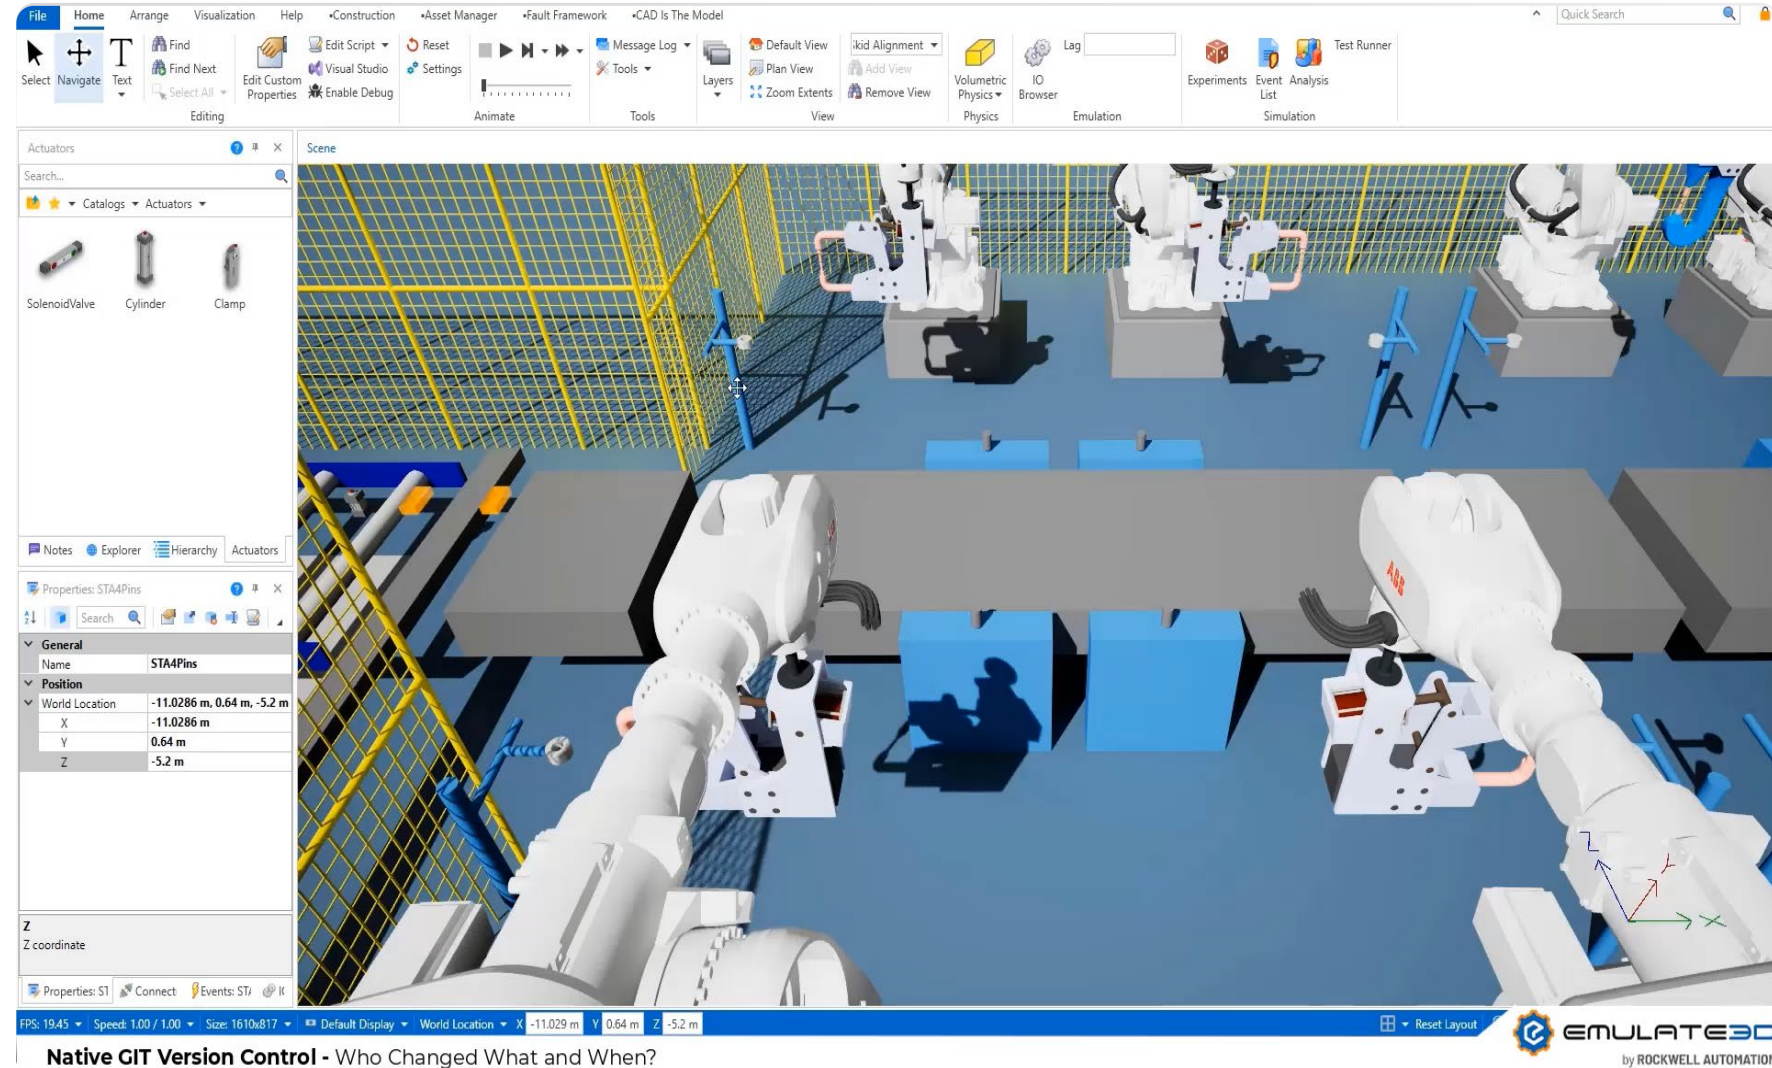 File Home Arrange Visualization Help •Construction •Asset Manager •Fault Framework •CAD Is The Model Quick Search
Select Navigate Text
Find
Find Next
Select All
Edit Custom Properties
Edit Script
Visual Studio
Enable Debug
Editing
Reset
Settings
Animate
Message Log
Tools
Tools
Layers
Default View
Plan View
Zoom Extents
:kid Alignment
Add View
Remove View
View
Volumetric Physics
Physics
IO Browser
Lag
Emulation
Experiments Event List Analysis Test Runner
Simulation
Actuators
Search...
Catalogs Actuators
SolenoidValve Cylinder Clamp
Notes Explorer Hierarchy Actuators
Properties: STA4Pins
Search
General
Name STA4Pins
Position
World Location -11.0286 m, 0.64 m, -5.2 m
X -11.0286 m
Y 0.64 m
Z -5.2 m
Z
Z coordinate
Properties: ST Connect Events: STA
Scene
ABB
Z Y X
FPS: 19.45 Speed: 1.00 / 1.00 Size: 1610x817 Default Display World Location X -11.029 m Y 0.64 m Z -5.2 m Reset Layout
EMULATE3D
by ROCKWELL AUTOMATION
Native GIT Version Control - Who Changed What and When?